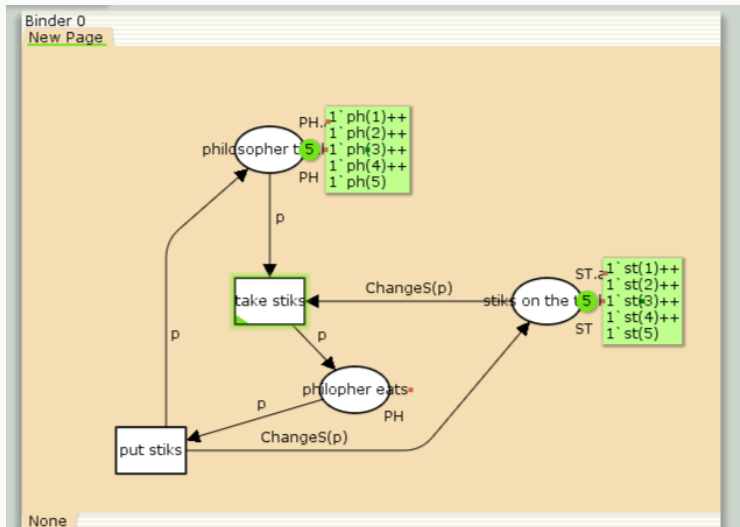 Binder 0
New Page
PH.
1`ph(1)++
1`ph(2)++
1`ph(3)++
1`ph(4)++
1`ph(5)
philosopher
5
PH
p
take stiks
ChangeS(p)
stiks on the
5
ST.a
ST
1`st(1)++
1`st(2)++
1`st(3)++
1`st(4)++
1`st(5)
p
p
philopher eats
PH
p
put stiks
ChangeS(p)
None